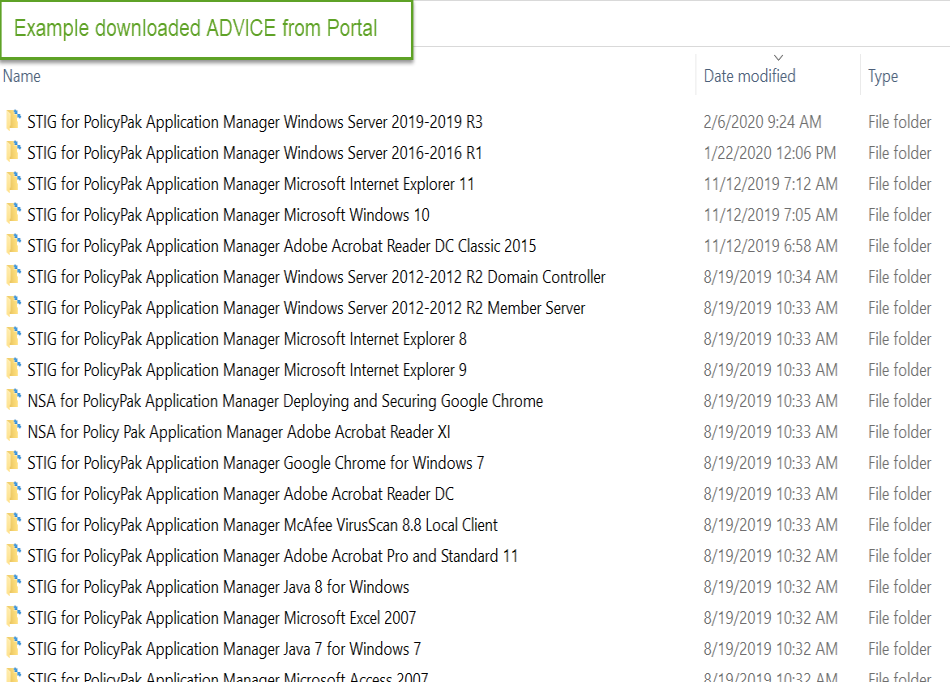 Example downloaded ADVICE from Portal
Name Date modified Type
STIG for PolicyPak Application Manager Windows Server 2019-2019 R3 2/6/2020 9:24 AM File folder
STIG for PolicyPak Application Manager Windows Server 2016-2016 R1 1/22/2020 12:06 PM File folder
STIG for PolicyPak Application Manager Microsoft Internet Explorer 11 11/12/2019 7:12 AM File folder
STIG for PolicyPak Application Manager Microsoft Windows 10 11/12/2019 7:05 AM File folder
STIG for PolicyPak Application Manager Adobe Acrobat Reader DC Classic 2015 11/12/2019 6:58 AM File folder
STIG for PolicyPak Application Manager Windows Server 2012-2012 R2 Domain Controller 8/19/2019 10:34 AM File folder
STIG for PolicyPak Application Manager Windows Server 2012-2012 R2 Member Server 8/19/2019 10:33 AM File folder
STIG for PolicyPak Application Manager Microsoft Internet Explorer 8 8/19/2019 10:33 AM File folder
STIG for PolicyPak Application Manager Microsoft Internet Explorer 9 8/19/2019 10:33 AM File folder
NSA for PolicyPak Application Manager Deploying and Securing Google Chrome 8/19/2019 10:33 AM File folder
NSA for Policy Pak Application Manager Adobe Acrobat Reader XI 8/19/2019 10:33 AM File folder
STIG for PolicyPak Application Manager Google Chrome for Windows 7 8/19/2019 10:33 AM File folder
STIG for PolicyPak Application Manager Adobe Acrobat Reader DC 8/19/2019 10:33 AM File folder
STIG for PolicyPak Application Manager McAfee VirusScan 8.8 Local Client 8/19/2019 10:33 AM File folder
STIG for PolicyPak Application Manager Adobe Acrobat Pro and Standard 11 8/19/2019 10:32 AM File folder
STIG for PolicyPak Application Manager Java 8 for Windows 8/19/2019 10:32 AM File folder
STIG for PolicyPak Application Manager Microsoft Excel 2007 8/19/2019 10:32 AM File folder
STIG for PolicyPak Application Manager Java 7 for Windows 7 8/19/2019 10:32 AM File folder
STIG for PolicyPak Application Manager Microsoft Access 2007 8/19/2019 10:32 AM File folder